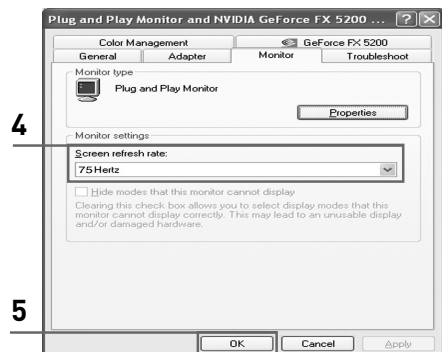 Plug and Play Monitor and NVIDIA GeForce FX 5200 ...
Color Management
GeForce FX 5200
General
Adapter
Monitor
Troubleshoot
Monitor type
Plug and Play Monitor
Properties
4
Monitor settings
Screen refresh rate:
75 Hertz
Hide modes that this monitor cannot display
Clearing this check box allows you to select display modes that this
monitor cannot display correctly. This may lead to an unusable display
and/or damaged hardware.
5
OK
Cancel
Apply